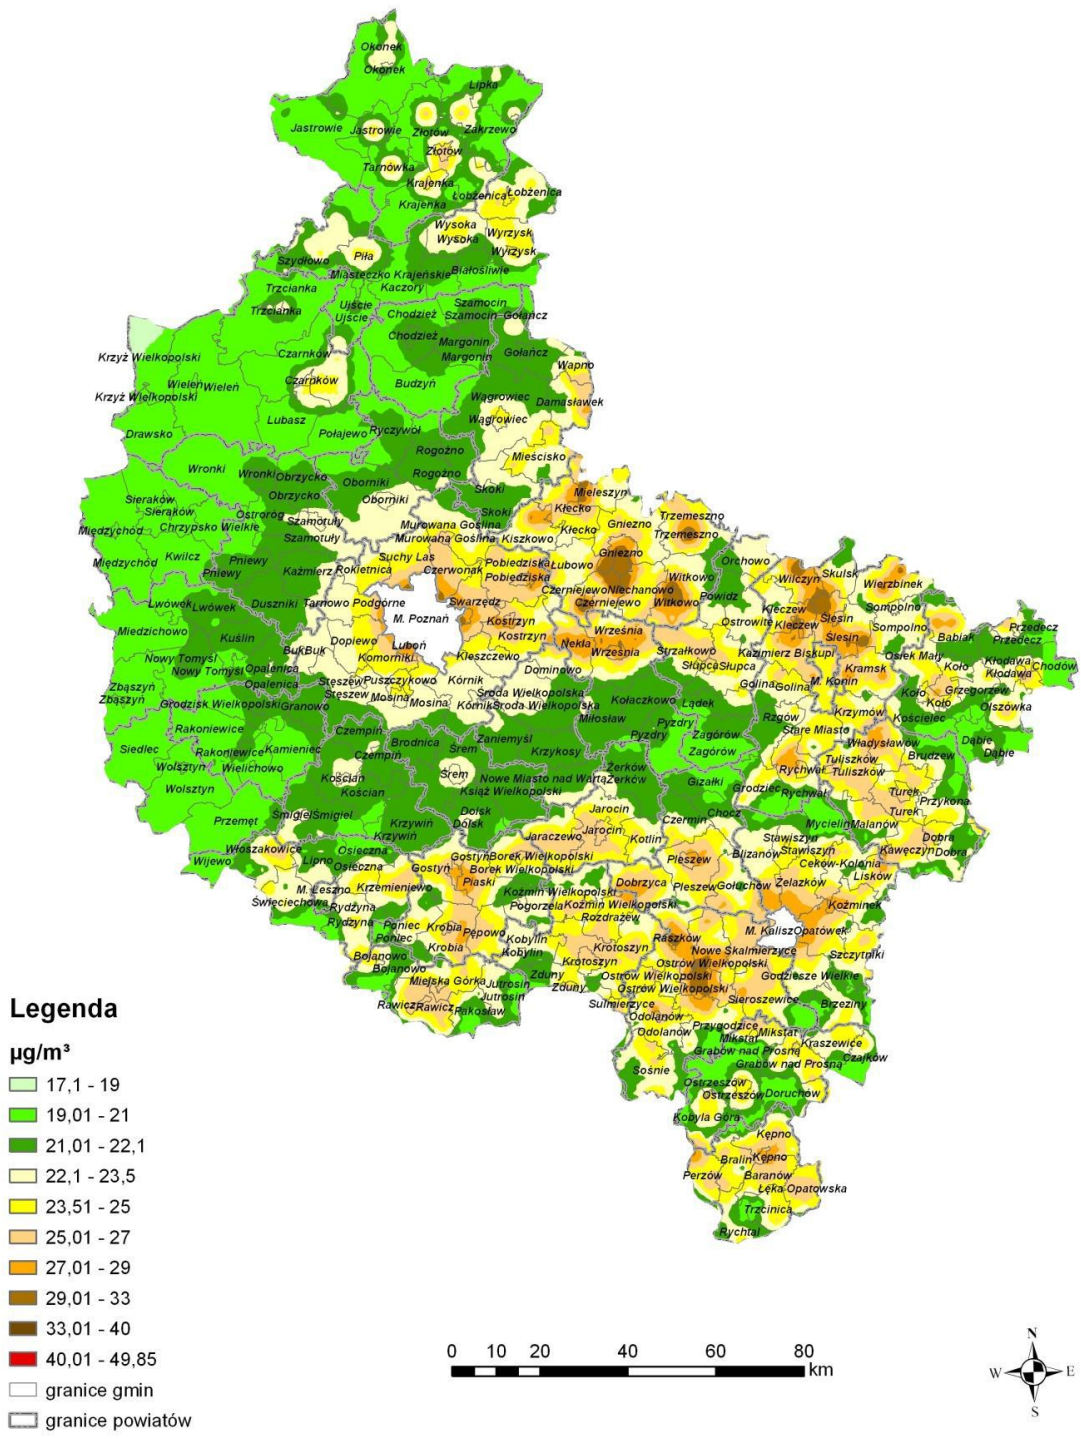 Okonek
Okonek
Lipka
Jastrowie
Jastrowie
Złotów
Zakrzewo
Złotów
Tarnówka
Krajenka
Łobżenica
Łobżenica
Krajenka
Wysoka
Wysoka
Wyrzysk
Wyrzysk
Piła
Szydłowo
Miasteczko Krajeńskie
Białośliwie
Kaczory
Trzcianka
Trzcianka
Ujście
Ujście
Szamocin
Szamocin
Gołańcz
Chodzież
Chodzież
Margonin
Margonin
Gołańcz
Krzyż Wielkopolski
Czarnków
Czarnków
Wapno
Wieleń
Wieleń
Budzyń
Krzyż Wielkopolski
Wągrowiec
Damasławek
Wągrowiec
Lubasz
Drawsko
Połajewo
Ryczywół
Rogoźno
Mieścisko
Wronki
Wronki
Obrzycko
Rogoźno
Oborniki
Skoki
Mieleszyn
Sieraków
Sieraków
Obrzycko
Oborniki
Kłecko
Ostroróg
Szamotuły
Skoki
Gniezno
Trzemeszno
Międzychód
Chrzypsko Wielkie
Murowana Goślina
Kłecko
Trzemeszno
Szamotuły
Murowana Goślina
Kiszkowo
Gniezno
Kwilcz
Pniewy
Suchy Las
Międzychód
Pniewy
Kaźmierz
Rokietnica
Czerwonak
Pobiedziska
Pobiedziska
Łubowo
Orchowo
Wilczyn
Skulsk
Wierzbinek
Witkowo
Lwówek
Lwówek
Duszniki
Tarnowo Podgórne
Swarzędz
Czerniejewo
Niechanowo
Czerniejewo
Witkowo
Powidz
Kleczew
Ślesin
Sompolno
Miedzichowo
M. Poznań
Kostrzyn
Września
Ostrowite
Kleczew
Sompolno
Kuślin
Kostrzyn
Ślesin
Babiak
Przedecz
Przedecz
Dopiewo
Luboń
Nekla
Września
Strzałkowo
Kazimierz Biskupi
Nowy Tomyśl
Buk
Buk
Komorniki
Kleszczewo
Osiek Mały
Nowy Tomyśl
Opalenica
Opalenica
Dominowo
Słupca
Słupca
Kramsk
Koło
Kłodawa
Kłodawa
Chodów
Zbąszyń
Zbąszyń
Stęszew
Stęszew
Puszczykowo
Kórnik
Golina
Golina
M. Konin
Koło
Koło
Grzegorzew
Grodzisk Wielkopolski
Granowo
Mosina
Mosina
Kórnik
Środa Wielkopolska
Środa Wielkopolska
Kołaczkowo
Lądek
Olszówka
Rakoniewice
Miłosław
Pyzdry
Pyzdry
Rzgów
Krzymów
Kościelec
Czempiń
Zagórów
Stare Miasto
Siedlec
Rakoniewice
Kamieniec
Czempiń
Brodnica
Śrem
Zaniemyśl
Krzykosy
Zagórów
Władysławów
Dąbie
Dąbie
Brudzew
Wolsztyn
Wielichowo
Kościan
Śrem
Nowe Miasto nad Wartą
Żerków
Żerków
Rychwał
Tuliszków
Tuliszków
Wolsztyn
Kościan
Książ Wielkopolski
Gizałki
Grodziec
Rychwał
Turek
Turek
Przykona
Przemęt
Śmigiel
Śmigiel
Krzywiń
Krzywiń
Dolsk
Dolsk
Jarocin
Jarocin
Chocz
Czermin
Mycielin
Malanów
Jaraczewo
Kotlin
Stawiszyn
Stawiszyn
Dobra
Dobra
Kawęczyn
Włoszakowice
Osieczna
Osieczna
Wijewo
Lipno
Gostyń
Gostyń
Borek Wielkopolski
Borek Wielkopolski
Pleszew
Blizanów
Ceków-Kolonia
Lisków
M. Leszno
Krzemieniewo
Piaski
Dobrzyca
Pleszew
Gołuchów
Żelazków
Święciechowa
Rydzyna
Rydzyna
Koźmin Wielkopolski
Koźmin Wielkopolski
Pogorzela
Rozdrażew
Koźminek
Poniec
Poniec
Krobia
Krobia
Pępowo
Kobylin
Kobylin
Raszków
M. Kalisz
Opatówek
Bojanowo
Bojanowo
Krotoszyn
Krotoszyn
Nowe Skalmierzyce
Szczytniki
Ostrów Wielkopolski
Ostrów Wielkopolski
Ostrów Wielkopolski
Godziesze Wielkie
Miejska Górka
Jutrosin
Jutrosin
Zduny
Zduny
Rawicz
Rawicz
Pakosław
Sulmierzyce
Sieroszewice
Brzeziny
Odolanów
Odolanów
Przygodzice
Mikstat
Mikstat
Kraszewice
Grabów nad Prosną
Grabów nad Prosną
Czajków
Sośnie
Ostrzeszów
Ostrzeszów
Doruchów
Kobyla Góra
Kępno
Bralin
Kępno
Perzów
Baranów
Łęka Opatowska
Trzcinica
Rychtal
Legenda
µg/m³
17,1 - 19
19,01 - 21
21,01 - 22,1
22,1 - 23,5
23,51 - 25
25,01 - 27
27,01 - 29
29,01 - 33
33,01 - 40
40,01 - 49,85
granice gmin
granice powiatów
0 10 20 40 60 80
km
N
W E
S